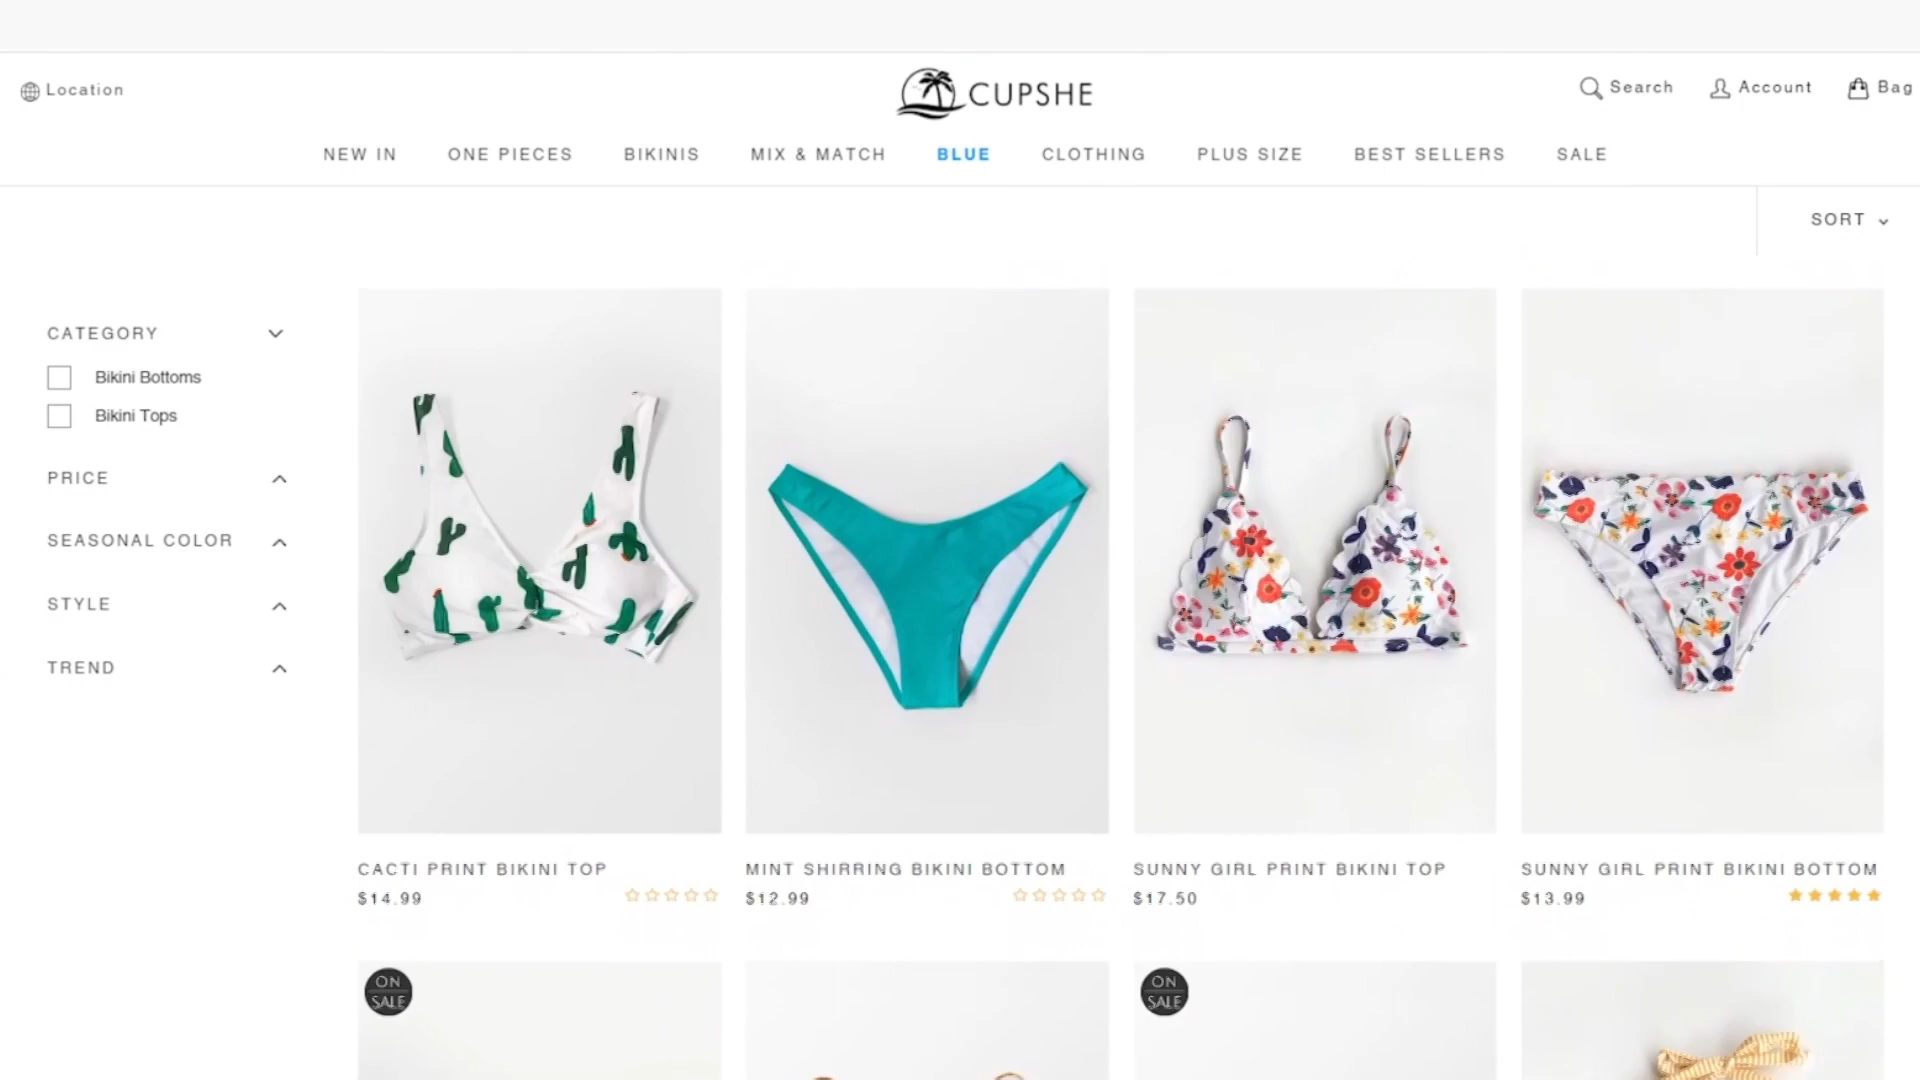 Location
CUPSHE
Search
Account
Bag
NEW IN
ONE PIECES
BIKINIS
MIX & MATCH
BLUE
CLOTHING
PLUS SIZE
BEST SELLERS
SALE
SORT
CATEGORY
Bikini Bottoms
Bikini Tops
PRICE
SEASONAL COLOR
STYLE
TREND
CACTI PRINT BIKINI TOP
$14.99
MINT SHIRRING BIKINI BOTTOM
$12.99
SUNNY GIRL PRINT BIKINI TOP
$17.50
SUNNY GIRL PRINT BIKINI BOTTOM
$13.99
ON
SALE
ON
SALE